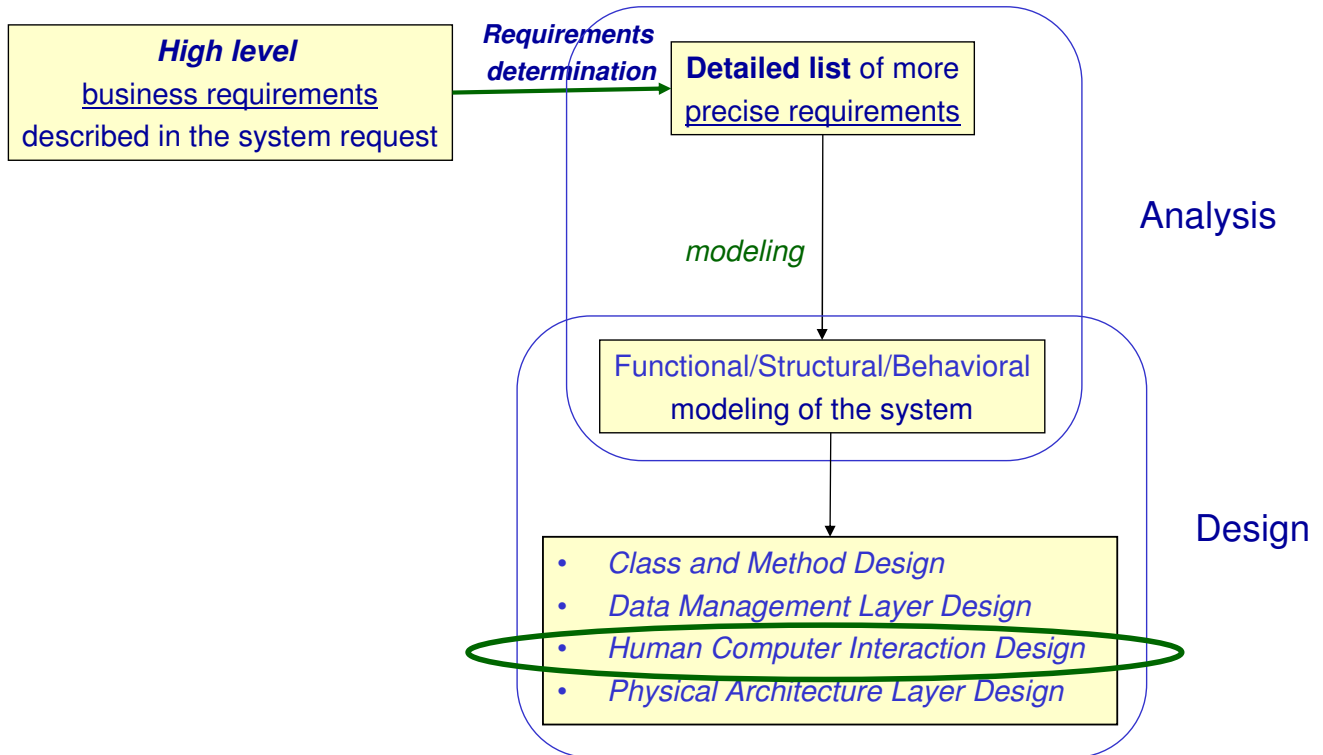 High level
business requirements
described in the system request
Requirements
determination
Detailed list of more
precise requirements
Analysis
modeling
Functional/Structural/Behavioral
modeling of the system
Design
• Class and Method Design
• Data Management Layer Design
• Human Computer Interaction Design
• Physical Architecture Layer Design